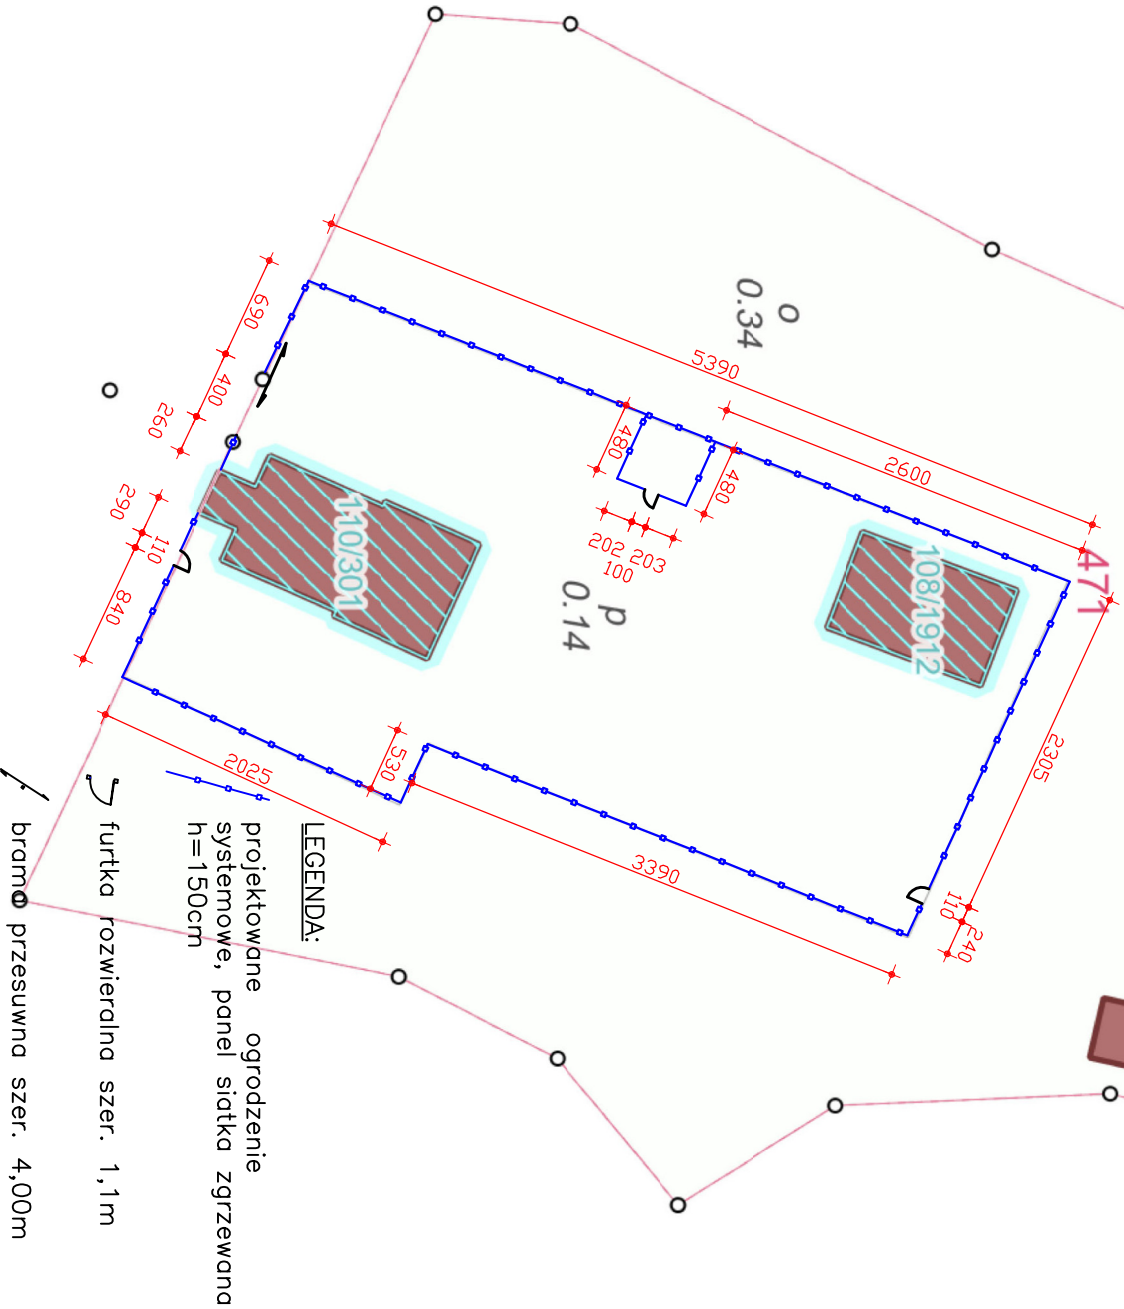 o
0.34
5390
690
400
260
480
480
2600
290
110
202 203
100
471
108/1912
110/301
p
0.14
840
2305
530
2025
3390
110
240
LEGENDA:
projektowane ogrodzenie
systemowe, panel siatka zgrzewana
h=150cm
furtka rozwieralna szer. 1,1m
brama przesuwna szer. 4,00m